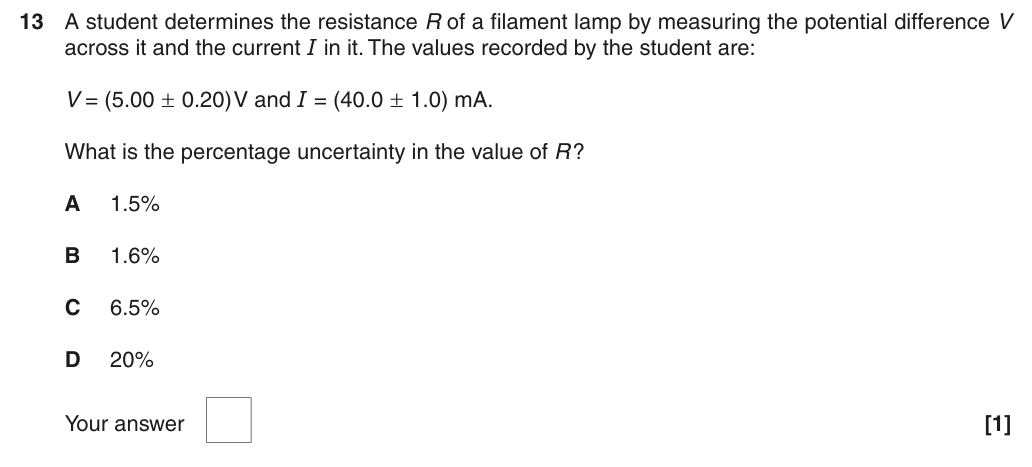 13 A student determines the resistance R of a filament lamp by measuring the potential difference V
across it and the current I in it. The values recorded by the student are:
V = (5.00 ± 0.20) V and I = (40.0 ± 1.0) mA.
What is the percentage uncertainty in the value of R?
A 1.5%
B 1.6%
C 6.5%
D 20%
Your answer [1]